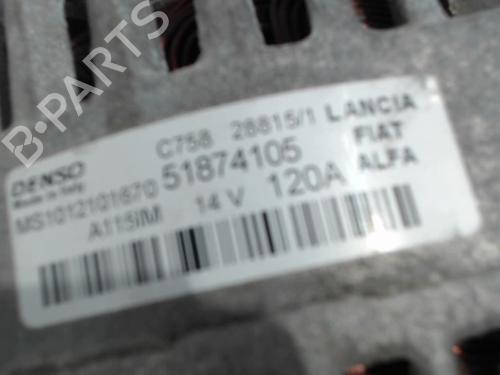 B-PARTS
C758 28815/1 LANCIA
DENSO 51874105 FIAT
Made in Italy
MS1012101670 14 V 120A ALFA
A115IM